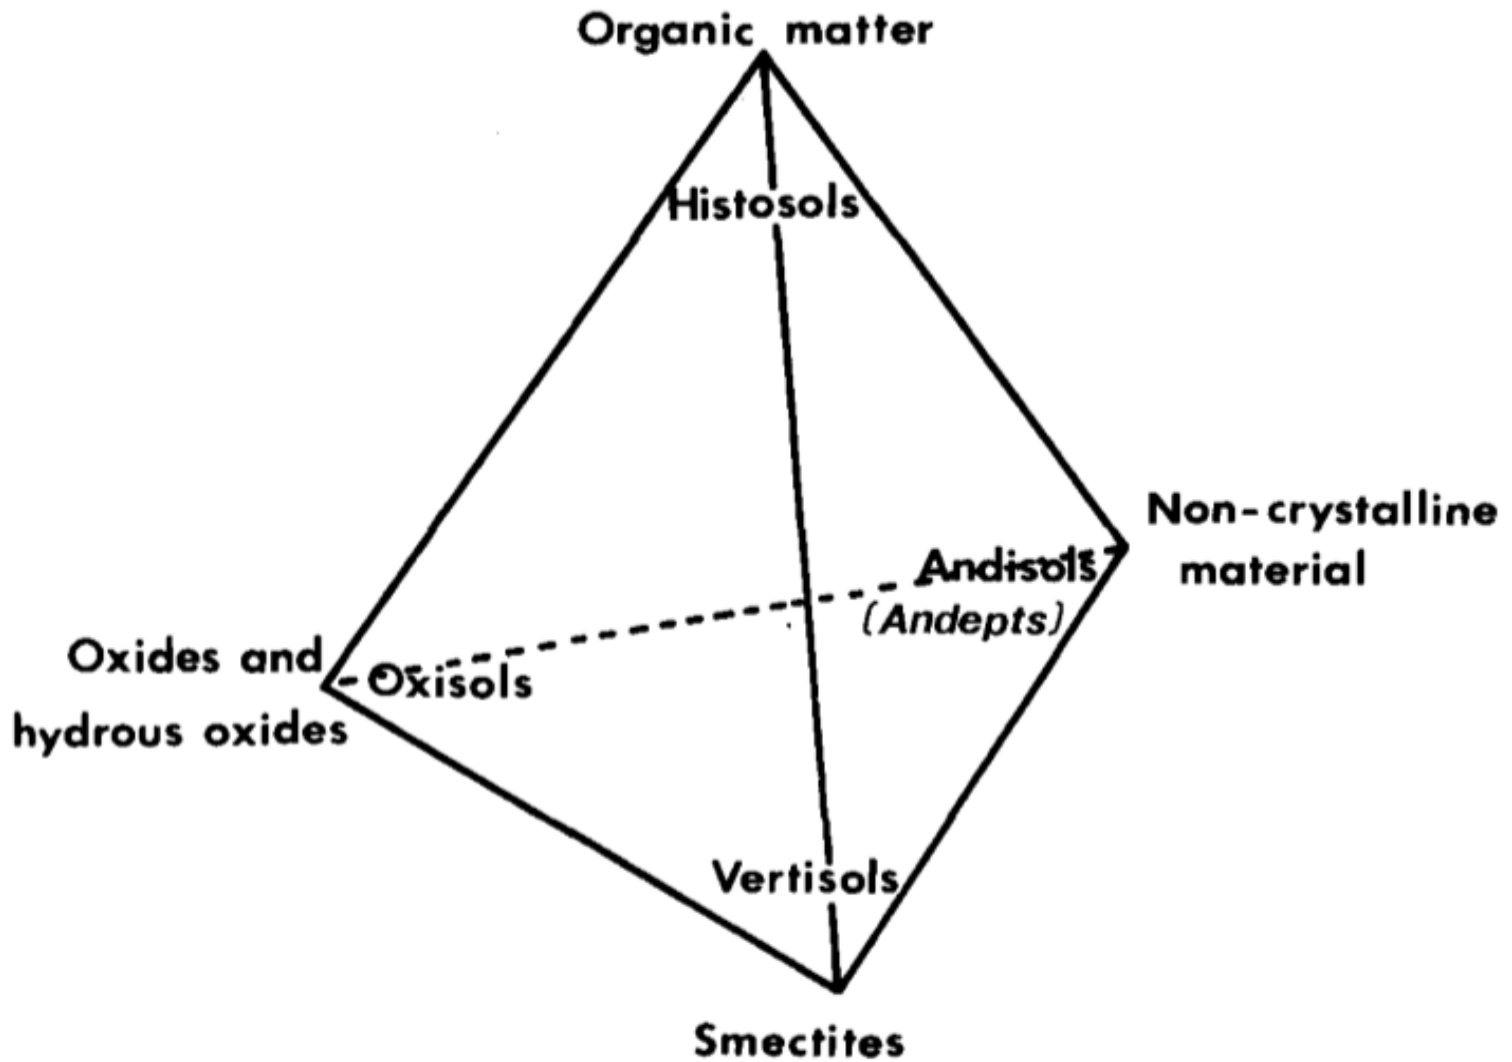 Organic matter
Histosols
Non-crystalline
material
Andisols
(Andepts)
Oxides and
hydrous oxides
Oxisols
Vertisols
Smectites